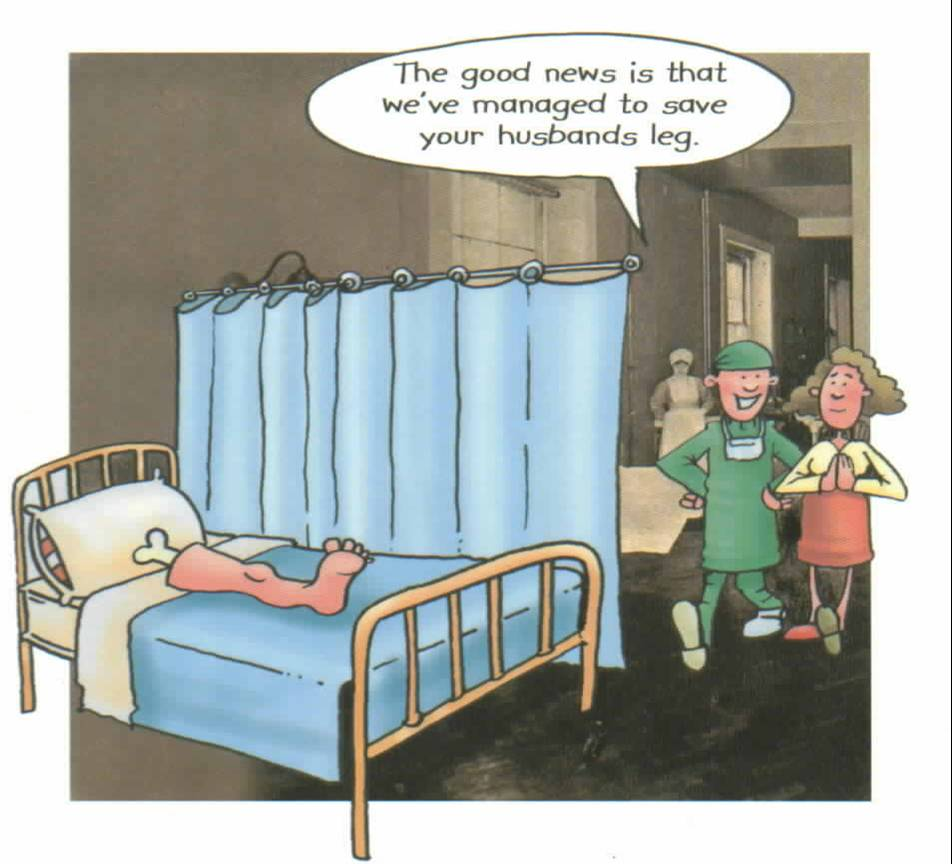 The good news is that
we've managed to save
your husbands leg.